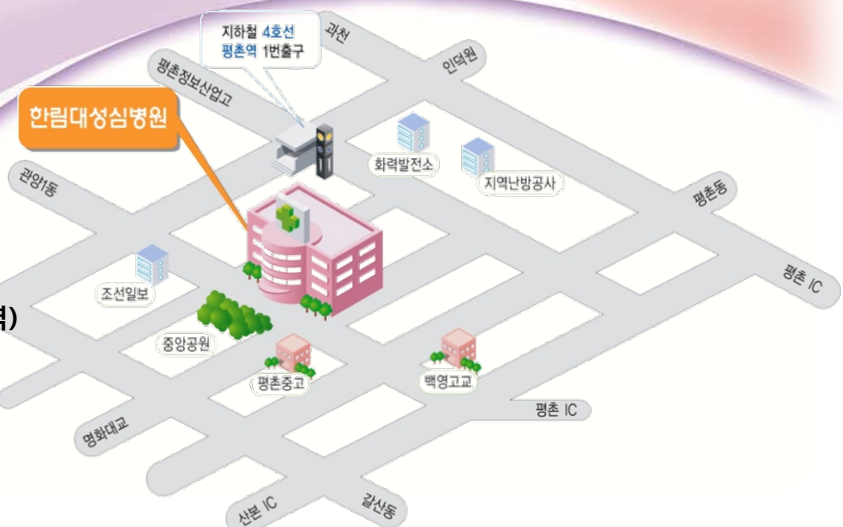 지하철 4호선
평촌역 1번출구
과천
인덕원
평촌정보산업고
한림대성심병원
화력발전소
지역난방공사
관양1동
평촌동
평촌 IC
조선일보
역)
중앙공원
평촌중고
백영고교
평촌 IC
명화대교
산본 IC
갈산동